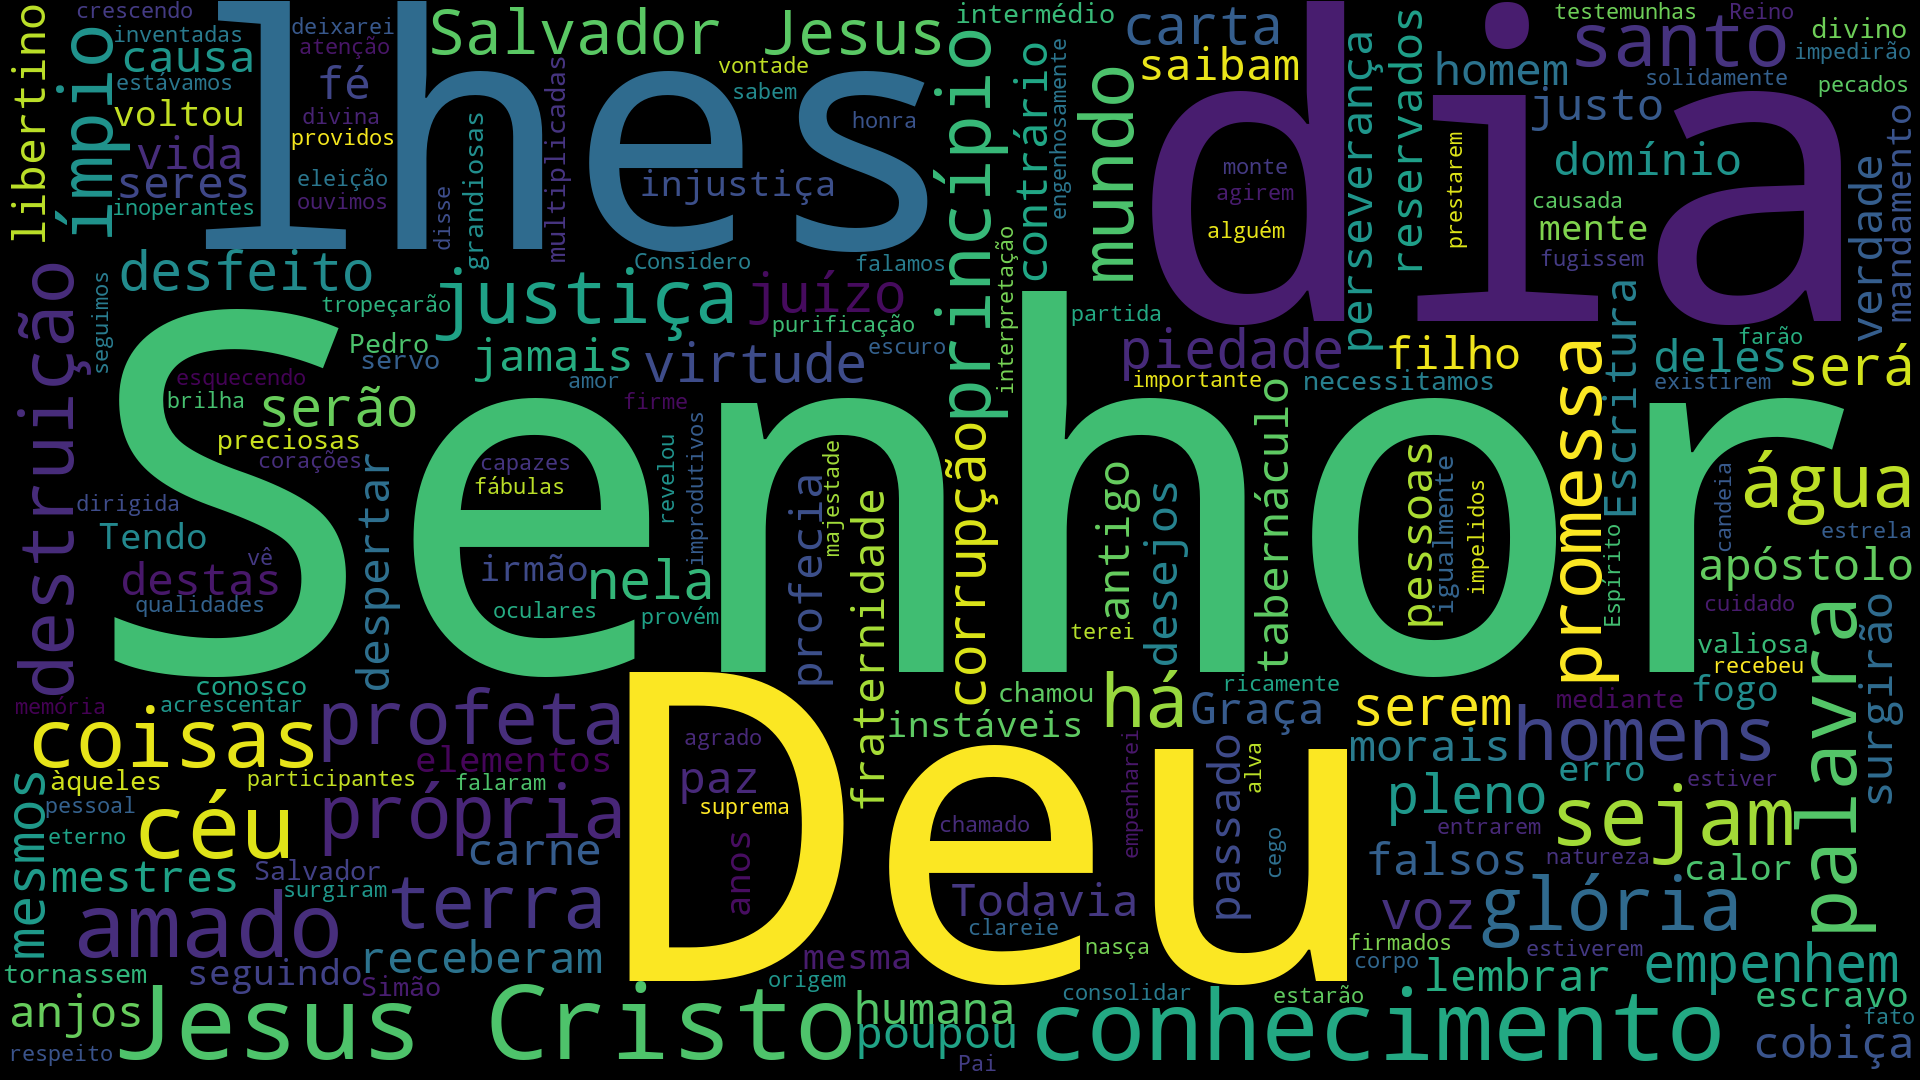 lhes
dia
Senhor
Deu
Jesus Cristo
conhecimento
Salvador Jesus
princípio
mundo
ímpio
libertino
destruição
justiça
juízo
virtude
desfeito
causa
voltou
vida
seres
fé
inventadas
estávamos
inoperantes
crescendo
deixarei
atenção
divina
providos
eleição
ouvimos
disse
grandiosas
multiplicadas
vontade
sabem
honra
injustiça
Considero
falamos
intermédio
carta
saibam
contrário
engenhosamente
interpretação
monte
agirem
alguém
perseverança
reservados
prestarem
testemunhas
Reino
santo
divino
impedirão
homem
solidamente
pecados
justo
domínio
causada
mente
fugissem
verdade
mandamento
seguimos
tropeçarão
Pedro
servo
jamais
purificação
escuro
partida
piedade
importante
filho
necessitamos
Escritura
deles
farão
existirem
será
promessa
esquecendo
brilha
serão
preciosas
corações
amor
firme
capazes
fábulas
revelou
improdutivos
majestade
profecia
fraternidade
corrupção
antigo
desejos
tabernáculo
pessoas
igualmente
impelidos
Espírito
candeia
água
estrela
apóstolo
cuidado
valiosa
recebeu
dirigida
Tendo
vê
destas
qualidades
despertar
irmão
nela
oculares
provém
terei
conosco
acrescentar
memória
coisas
profeta
elementos
àqueles
participantes
falaram
pessoal
eterno
céu
própria
carne
mesmos
mestres
Salvador
surgiram
amado
terra
receberam
seguindo
Simão
tornassem
anjos
respeito
agrado
paz
suprema
anos
instáveis
chamou
há
ricamente
Graça
serem
mediante
fogo
surgirão
palavra
homens
morais
erro
estiver
pleno
entrarem
sejam
natureza
falsos
calor
chamado
empenharei
passado
alva
cego
Todavia
clareie
nasça
voz
glória
firmados
corpo
estiverem
lembrar
empenhem
mesma
origem
humana
poupou
Pai
consolidar
estarão
escravo
fato
cobiça